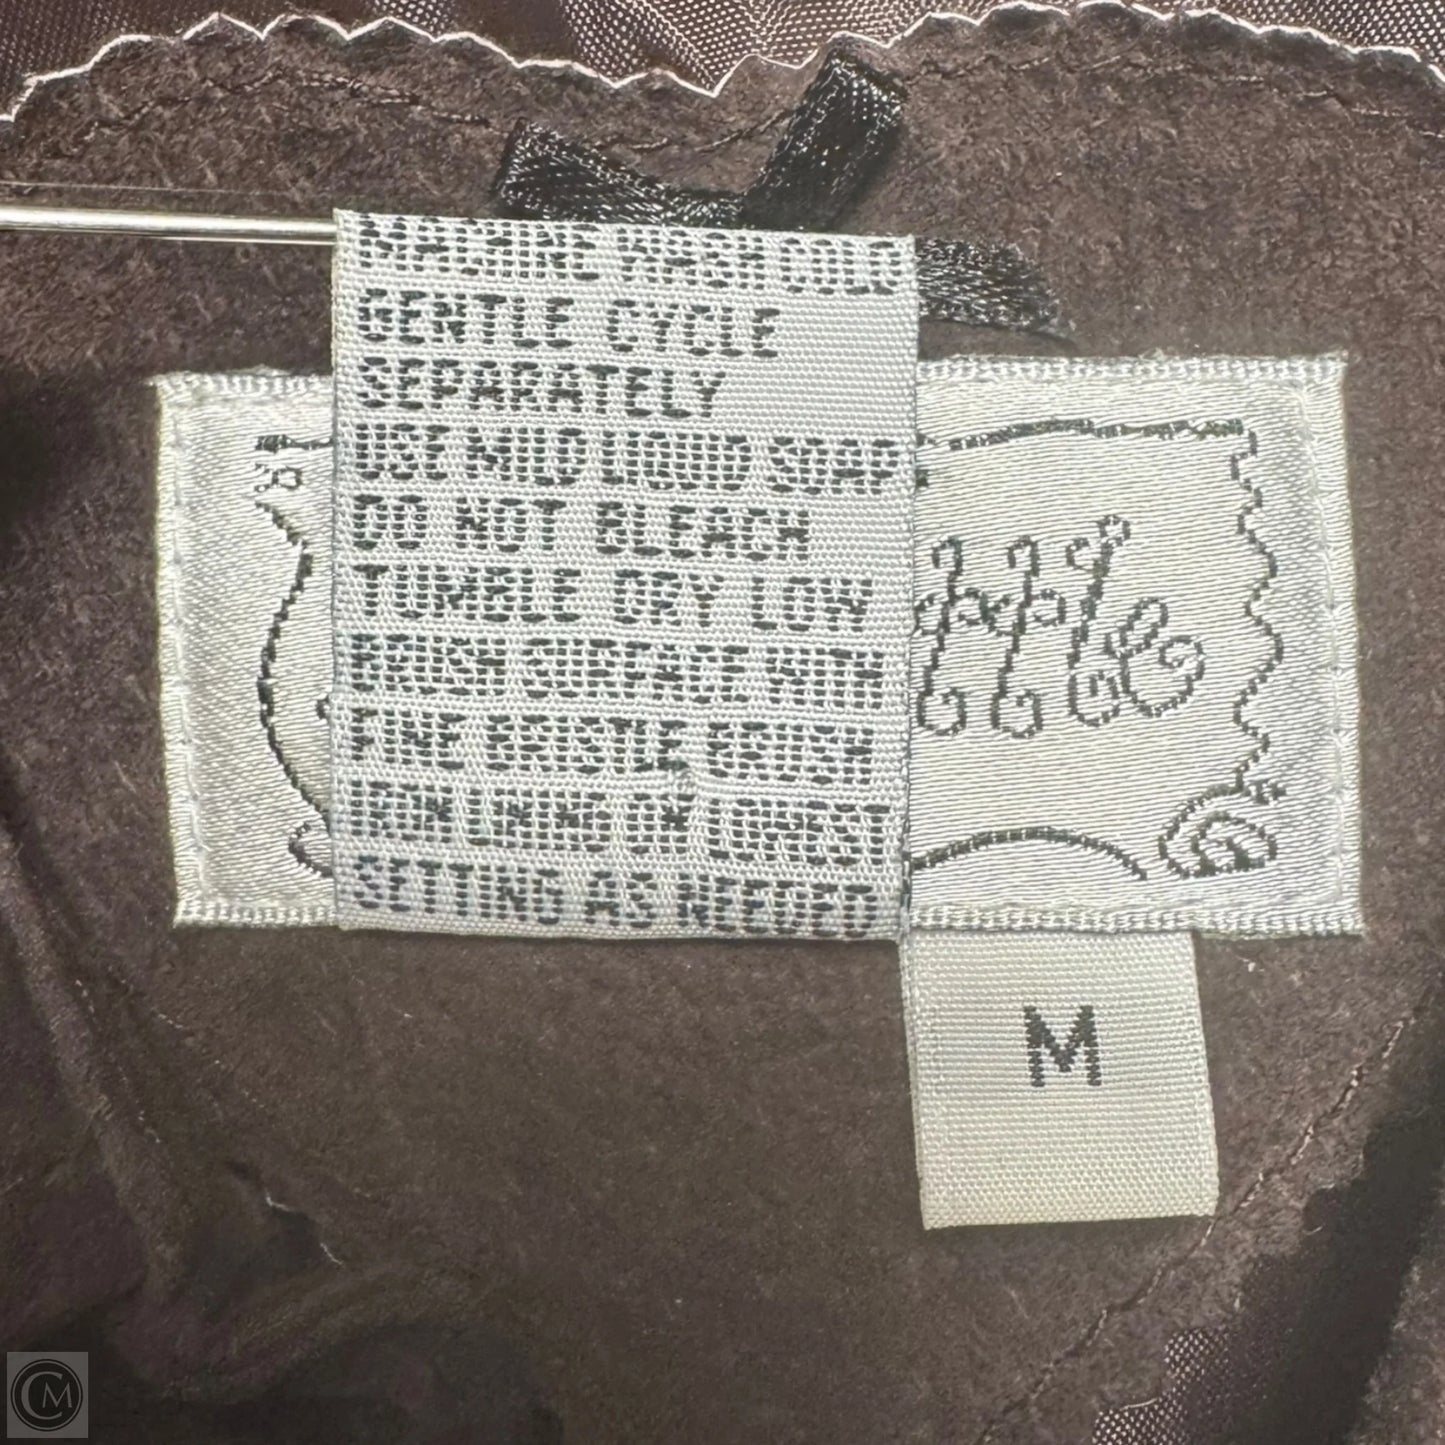 MACHINE WASH COLD
GENTLE CYCLE
SEPARATELY
USE MILD LIQUID SOAP
DO NOT BLEACH
TUMBLE DRY LOW
BRUSH SURFACE WITH
FINE BRISTLE BRUSH
IRON LINING ON LOWEST
SETTING AS NEEDED
M
CM